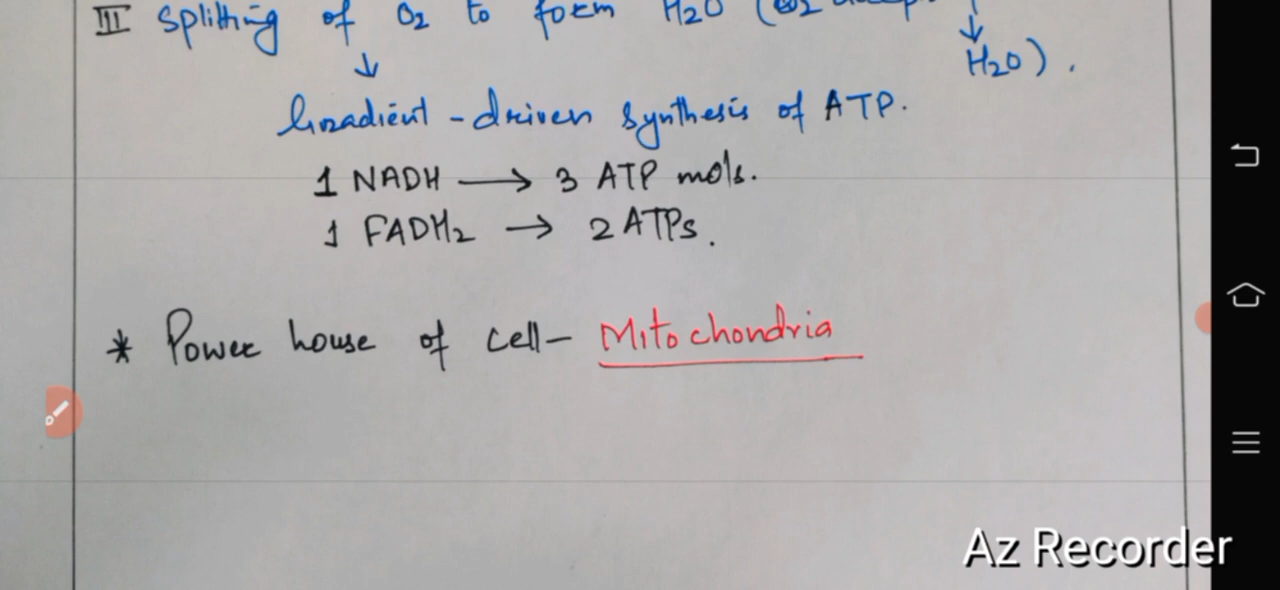 III Splitting of O2 to form H2O (O2
↓
↓
H2O).
Gradient - driven synthesis of ATP.
1 NADH → 3 ATP mols.
1 FADH2 → 2 ATPs.
* Power house of cell- Mitochondria
Az Recorder